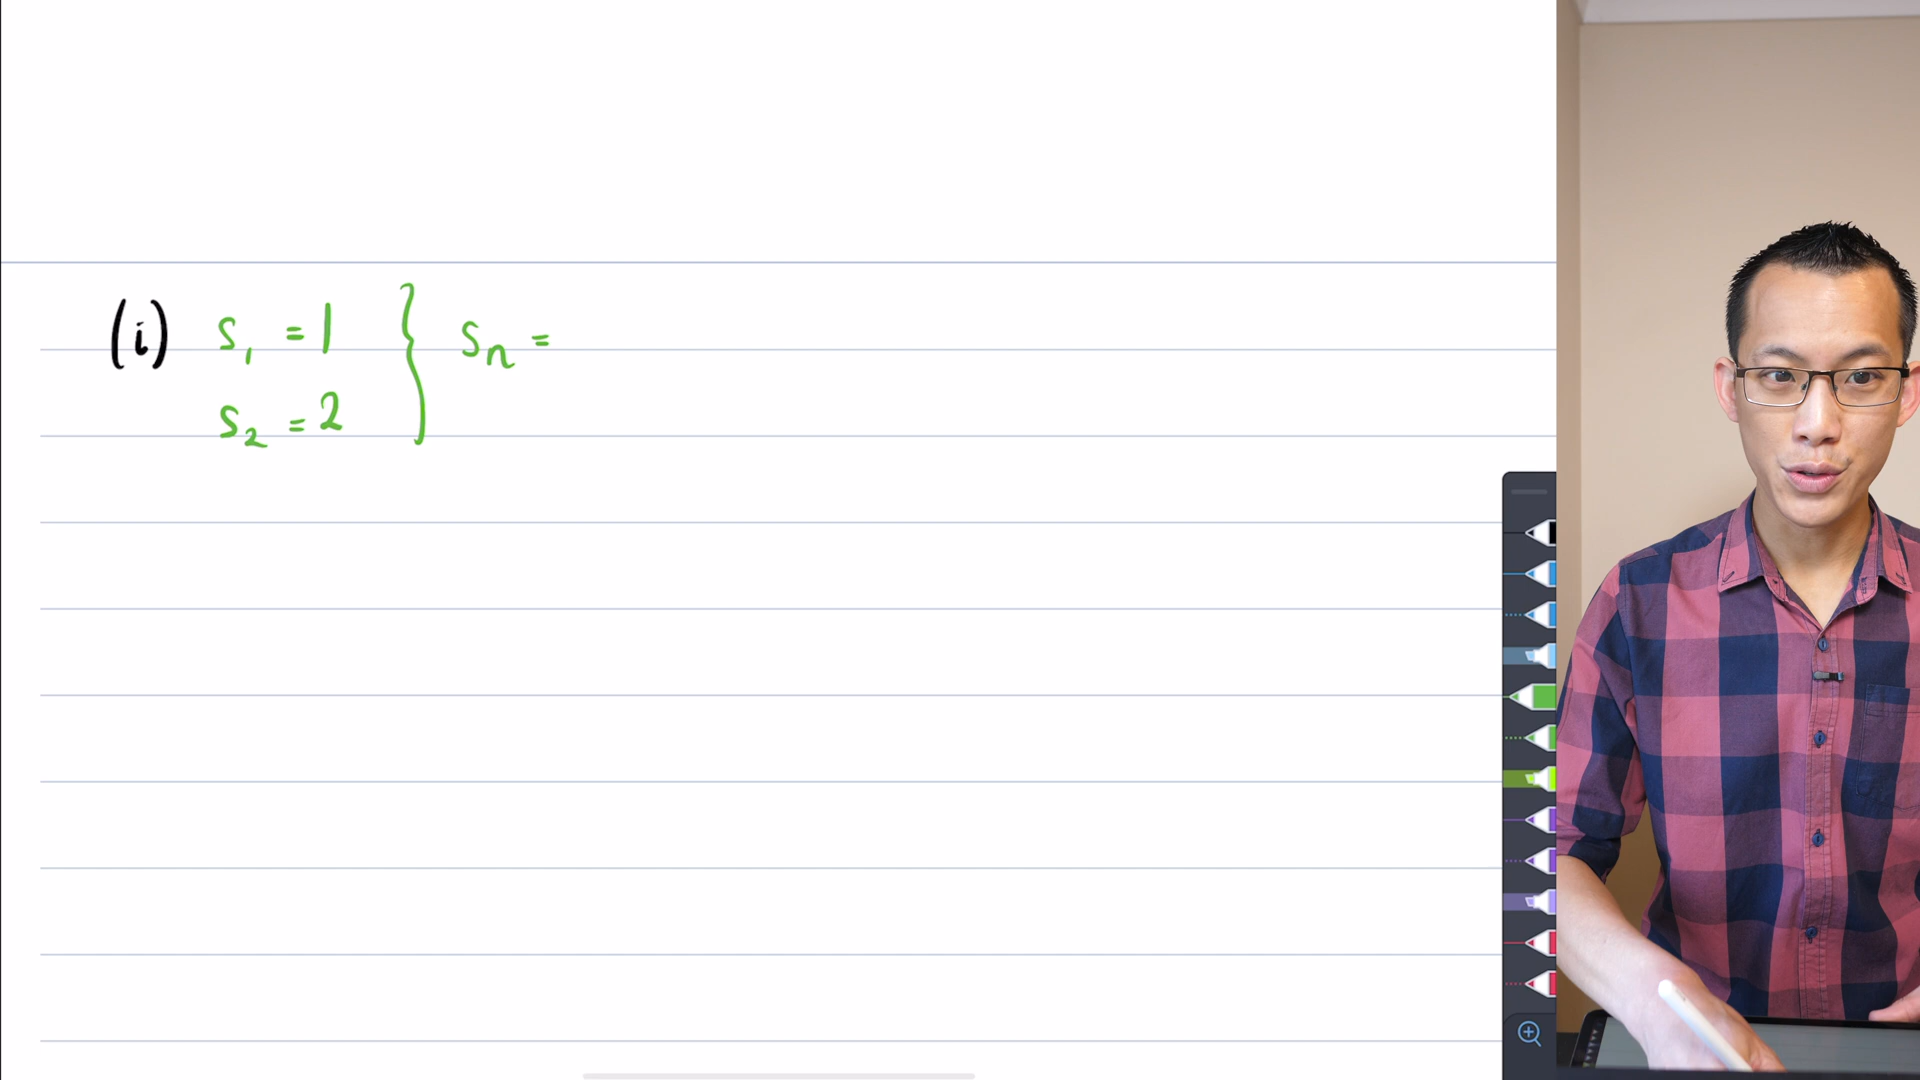 (i) s₁ = 1 } sₙ =
s₂ = 2